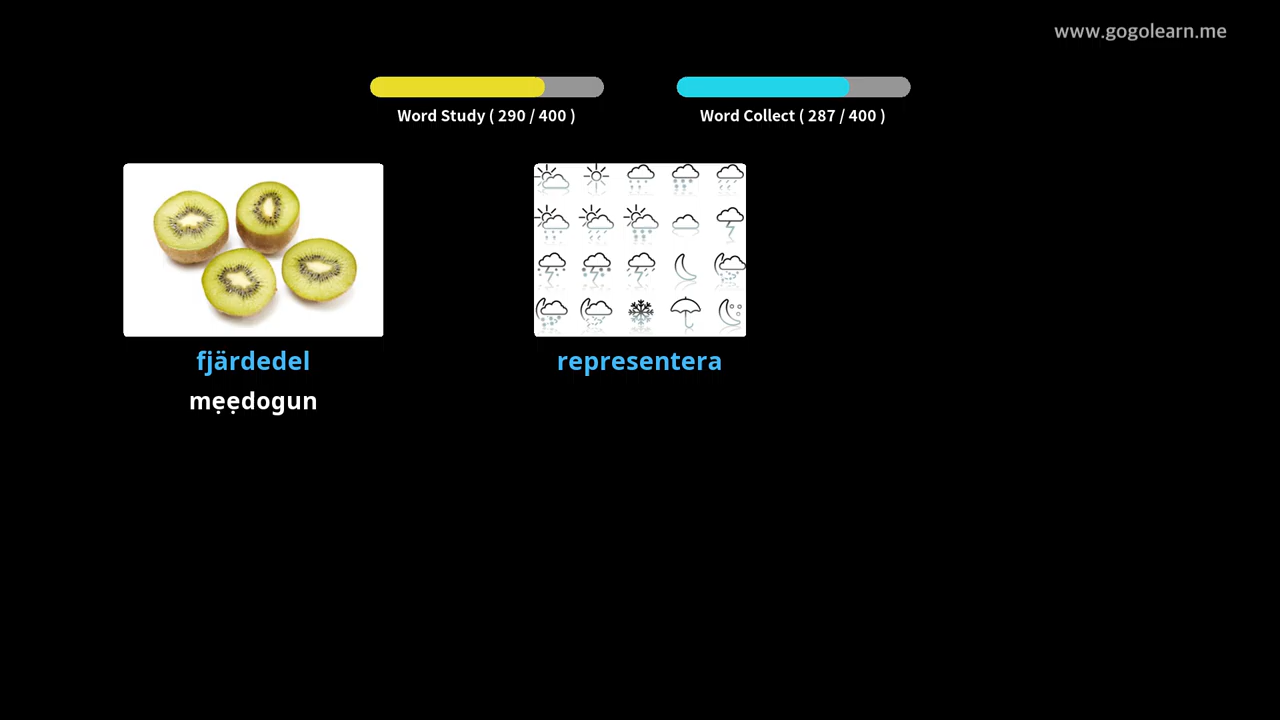 www.gogolearn.me
Word Study ( 290 / 400 )
Word Collect ( 287 / 400 )
fjärdedel
representera
mẹẹdogun